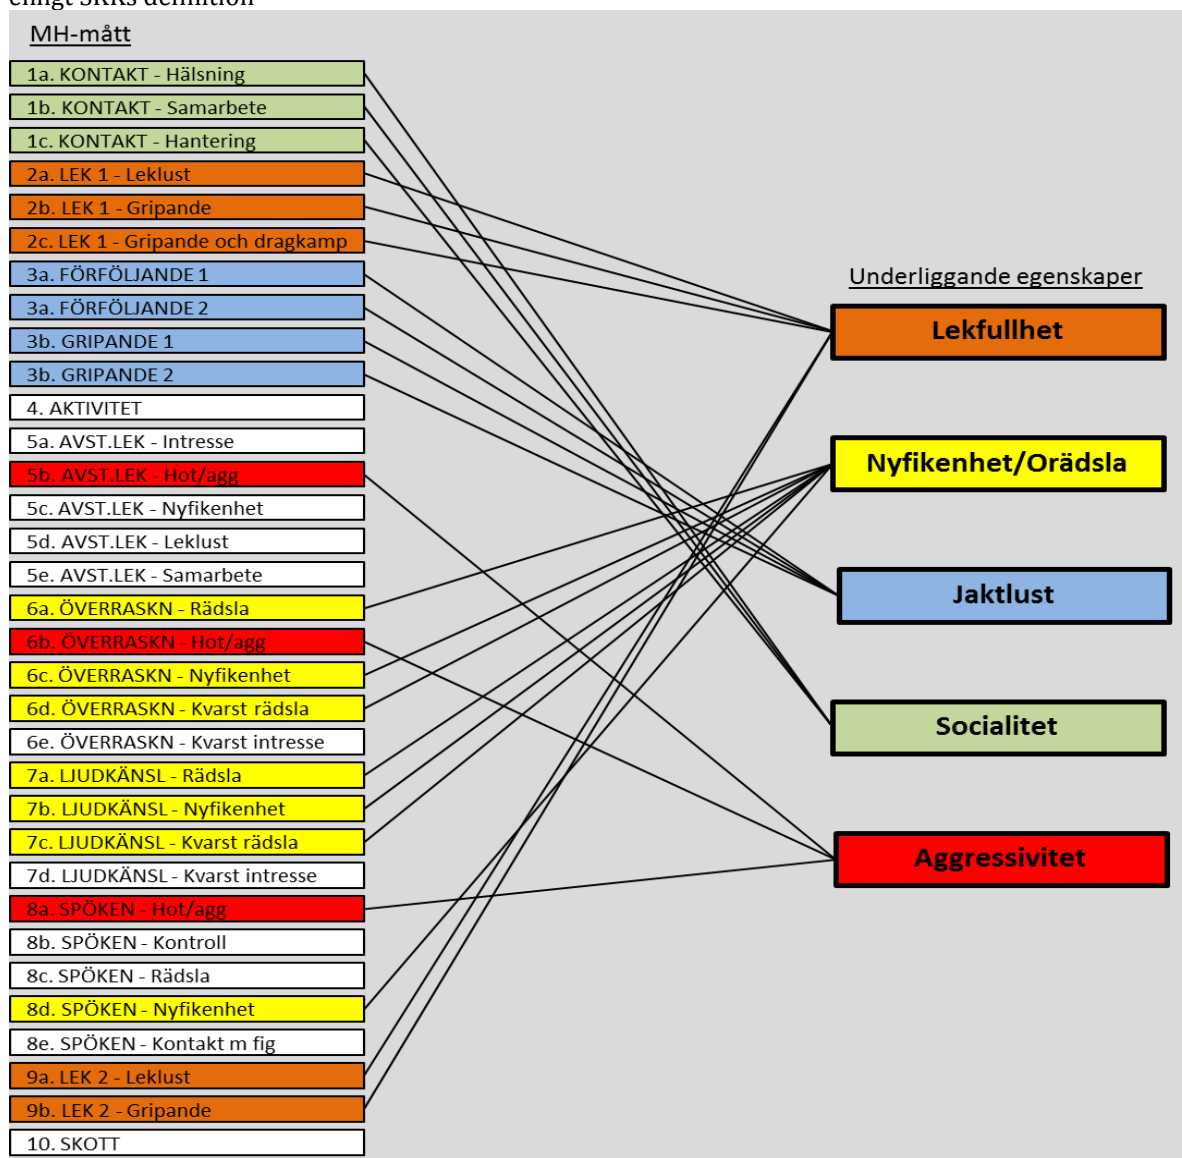 enligt SKKs definition
MH-mått
1a. KONTAKT - Hälsning
1b. KONTAKT - Samarbete
1c. KONTAKT - Hantering
2a. LEK 1 - Leklust
2b. LEK 1 - Gripande
2c. LEK 1 - Gripande och dragkamp
3a. FÖRFÖLJANDE 1
3a. FÖRFÖLJANDE 2
3b. GRIPANDE 1
3b. GRIPANDE 2
4. AKTIVITET
5a. AVST.LEK - Intresse
5b. AVST.LEK - Hot/agg
5c. AVST.LEK - Nyfikenhet
5d. AVST.LEK - Leklust
5e. AVST.LEK - Samarbete
6a. ÖVERRASKN - Rädsla
6b. ÖVERRASKN - Hot/agg
6c. ÖVERRASKN - Nyfikenhet
6d. ÖVERRASKN - Kvarst rädsla
6e. ÖVERRASKN - Kvarst intresse
7a. LJUDKÄNSL - Rädsla
7b. LJUDKÄNSL - Nyfikenhet
7c. LJUDKÄNSL - Kvarst rädsla
7d. LJUDKÄNSL - Kvarst intresse
8a. SPÖKEN - Hot/agg
8b. SPÖKEN - Kontroll
8c. SPÖKEN - Rädsla
8d. SPÖKEN - Nyfikenhet
8e. SPÖKEN - Kontakt m fig
9a. LEK 2 - Leklust
9b. LEK 2 - Gripande
10. SKOTT
Underliggande egenskaper
Lekfullhet
Nyfikenhet/Orädsla
Jaktlust
Socialitet
Aggressivitet